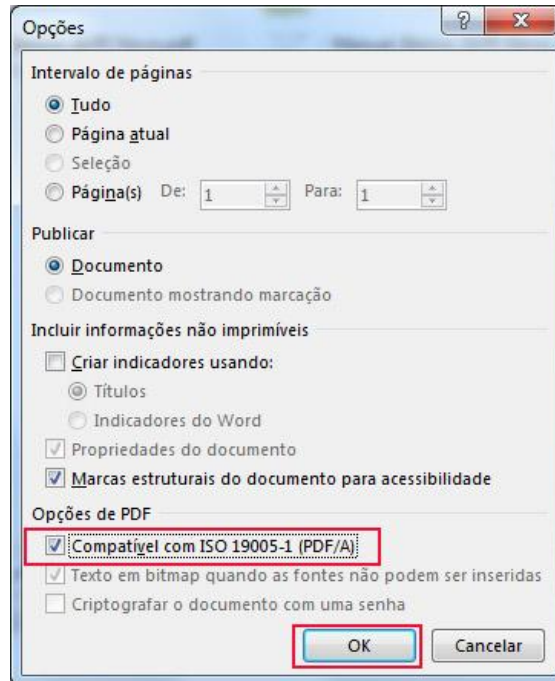 Opções
Intervalo de páginas
Tudo
Página atual
Seleção
Página(s) De: 1 Para: 1
Publicar
Documento
Documento mostrando marcação
Incluir informações não imprimíveis
Criar indicadores usando:
Títulos
Indicadores do Word
Propriedades do documento
Marcas estruturais do documento para acessibilidade
Opções de PDF
Compatível com ISO 19005-1 (PDF/A)
Texto em bitmap quando as fontes não podem ser inseridas
Criptografar o documento com uma senha
OK Cancelar